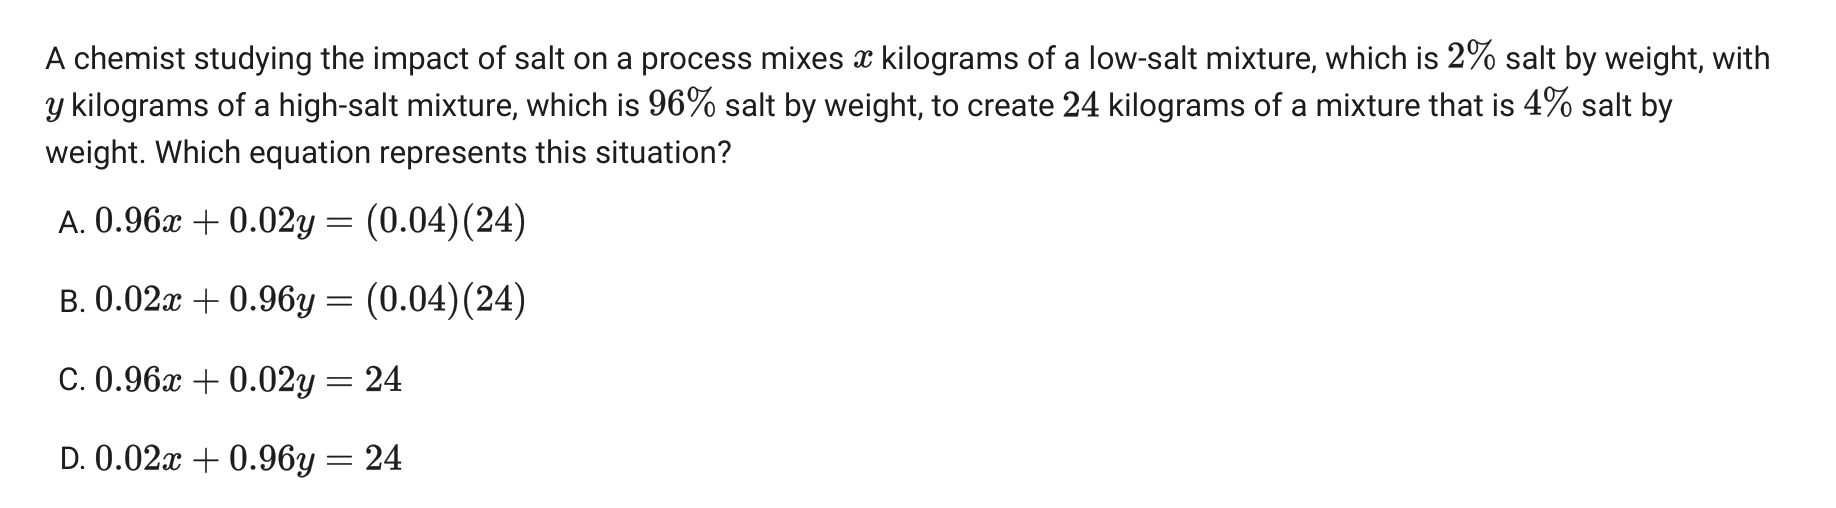 A chemist studying the impact of salt on a process mixes x kilograms of a low-salt mixture, which is 2% salt by weight, with
y kilograms of a high-salt mixture, which is 96% salt by weight, to create 24 kilograms of a mixture that is 4% salt by
weight. Which equation represents this situation?
A. 0.96x + 0.02y = (0.04)(24)
B. 0.02x + 0.96y = (0.04)(24)
C. 0.96x + 0.02y = 24
D. 0.02x + 0.96y = 24